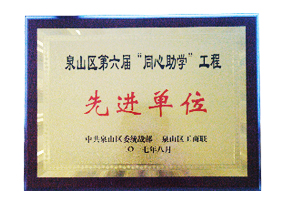 泉山区第六届“同心助学”工程
先进单位
中共泉山区委统战部 泉山区工商联
二〇一七年八月